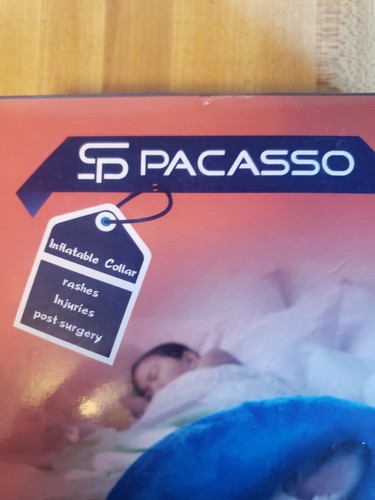 SP PACASSO
Inflatable Collar
rashes
Injuries
post-surgery